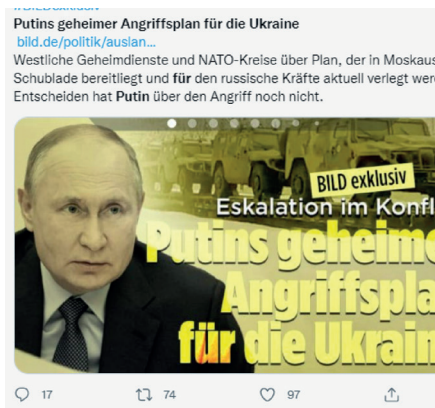 Putins geheimer Angriffsplan für die Ukraine
bild.de/politik/auslan...
Westliche Geheimdienste und NATO-Kreise über Plan, der in Moskaus
Schublade bereitliegt und für den russische Kräfte aktuell verlegt wer
Entscheiden hat Putin über den Angriff noch nicht.
BILD exklusiv
Eskalation im Konfl
Putins geheime
Angriffspla
für die Ukrain
17 74 97